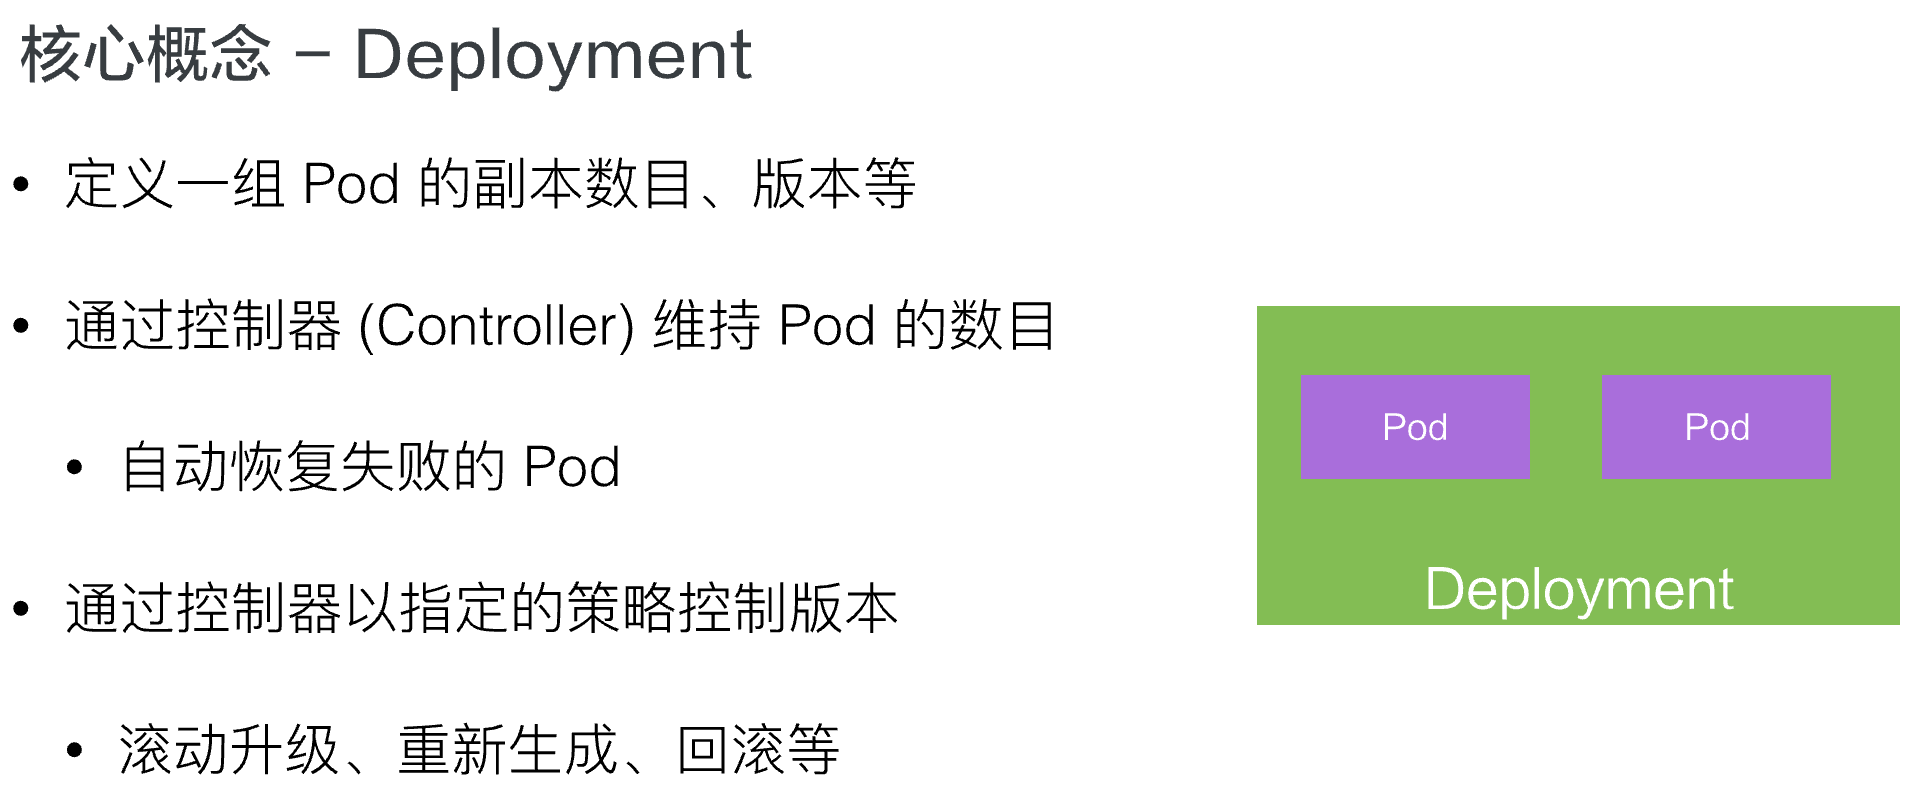 核心概念 – Deployment
• 定义一组 Pod 的副本数目、版本等
• 通过控制器 (Controller) 维持 Pod 的数目
• 自动恢复失败的 Pod
• 通过控制器以指定的策略控制版本
• 滚动升级、重新生成、回滚等
Pod Pod
Deployment